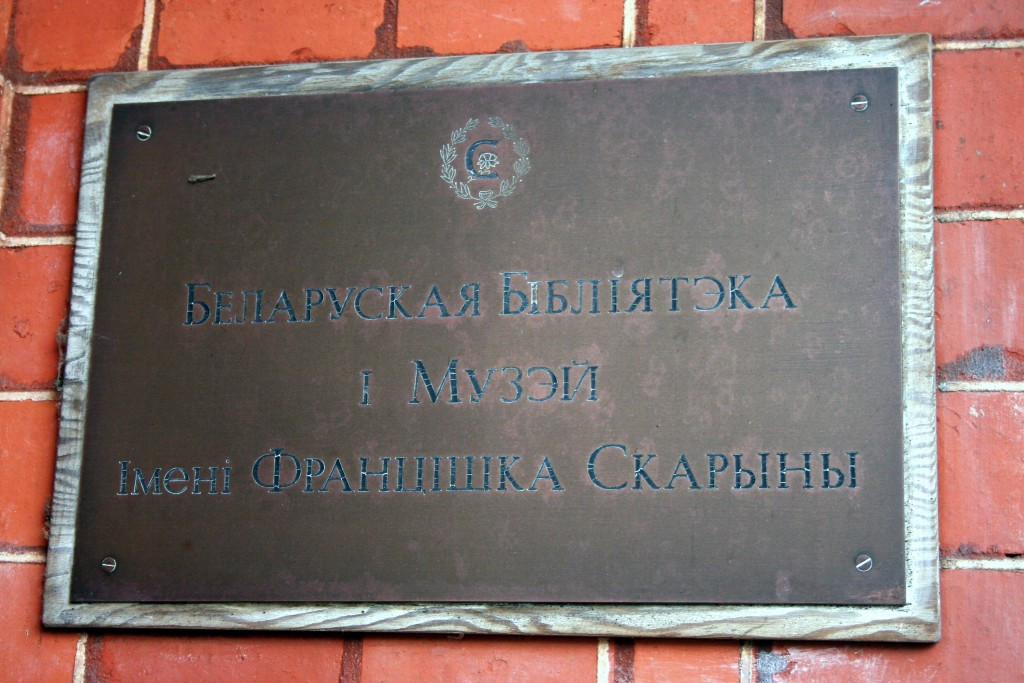 Беларуская Бібліятэка
і Музэй
Імені Францішка Скарыны